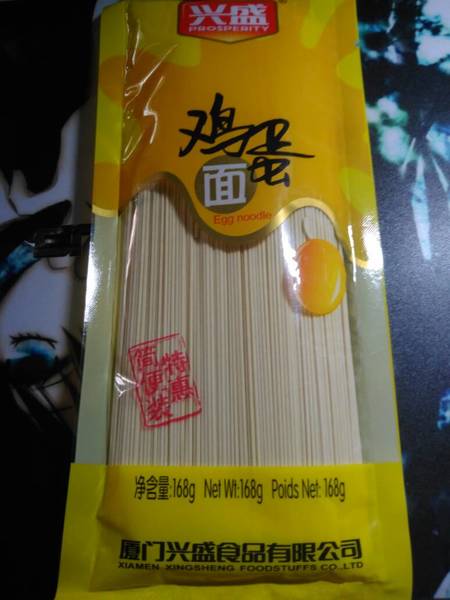 兴盛
PROSPERITY
鸡蛋
面
Egg noodle
特惠
简便装
净含量:168g Net Wt:168g Poids Net: 168g
厦门兴盛食品有限公司
XIAMEN XINGSHENG FOODSTUFFS CO.,LTD